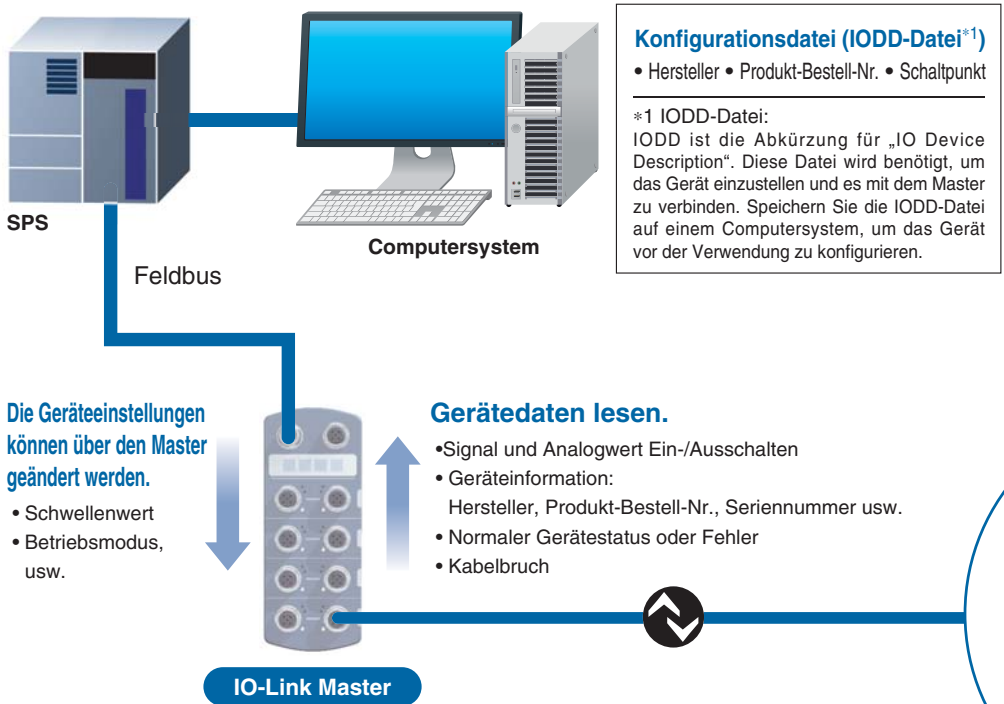 SPS
Computersystem
Feldbus
Konfigurationsdatei (IODD-Datei*1)
• Hersteller • Produkt-Bestell-Nr. • Schaltpunkt
*1 IODD-Datei:
IODD ist die Abkürzung für „IO Device
Description“. Diese Datei wird benötigt, um
das Gerät einzustellen und es mit dem Master
zu verbinden. Speichern Sie die IODD-Datei
auf einem Computersystem, um das Gerät
vor der Verwendung zu konfigurieren.
Die Geräteeinstellungen
können über den Master
geändert werden.
• Schwellenwert
• Betriebsmodus,
usw.
Gerätedaten lesen.
•Signal und Analogwert Ein-/Ausschalten
• Geräteinformation:
Hersteller, Produkt-Bestell-Nr., Seriennummer usw.
• Normaler Gerätestatus oder Fehler
• Kabelbruch
IO-Link Master